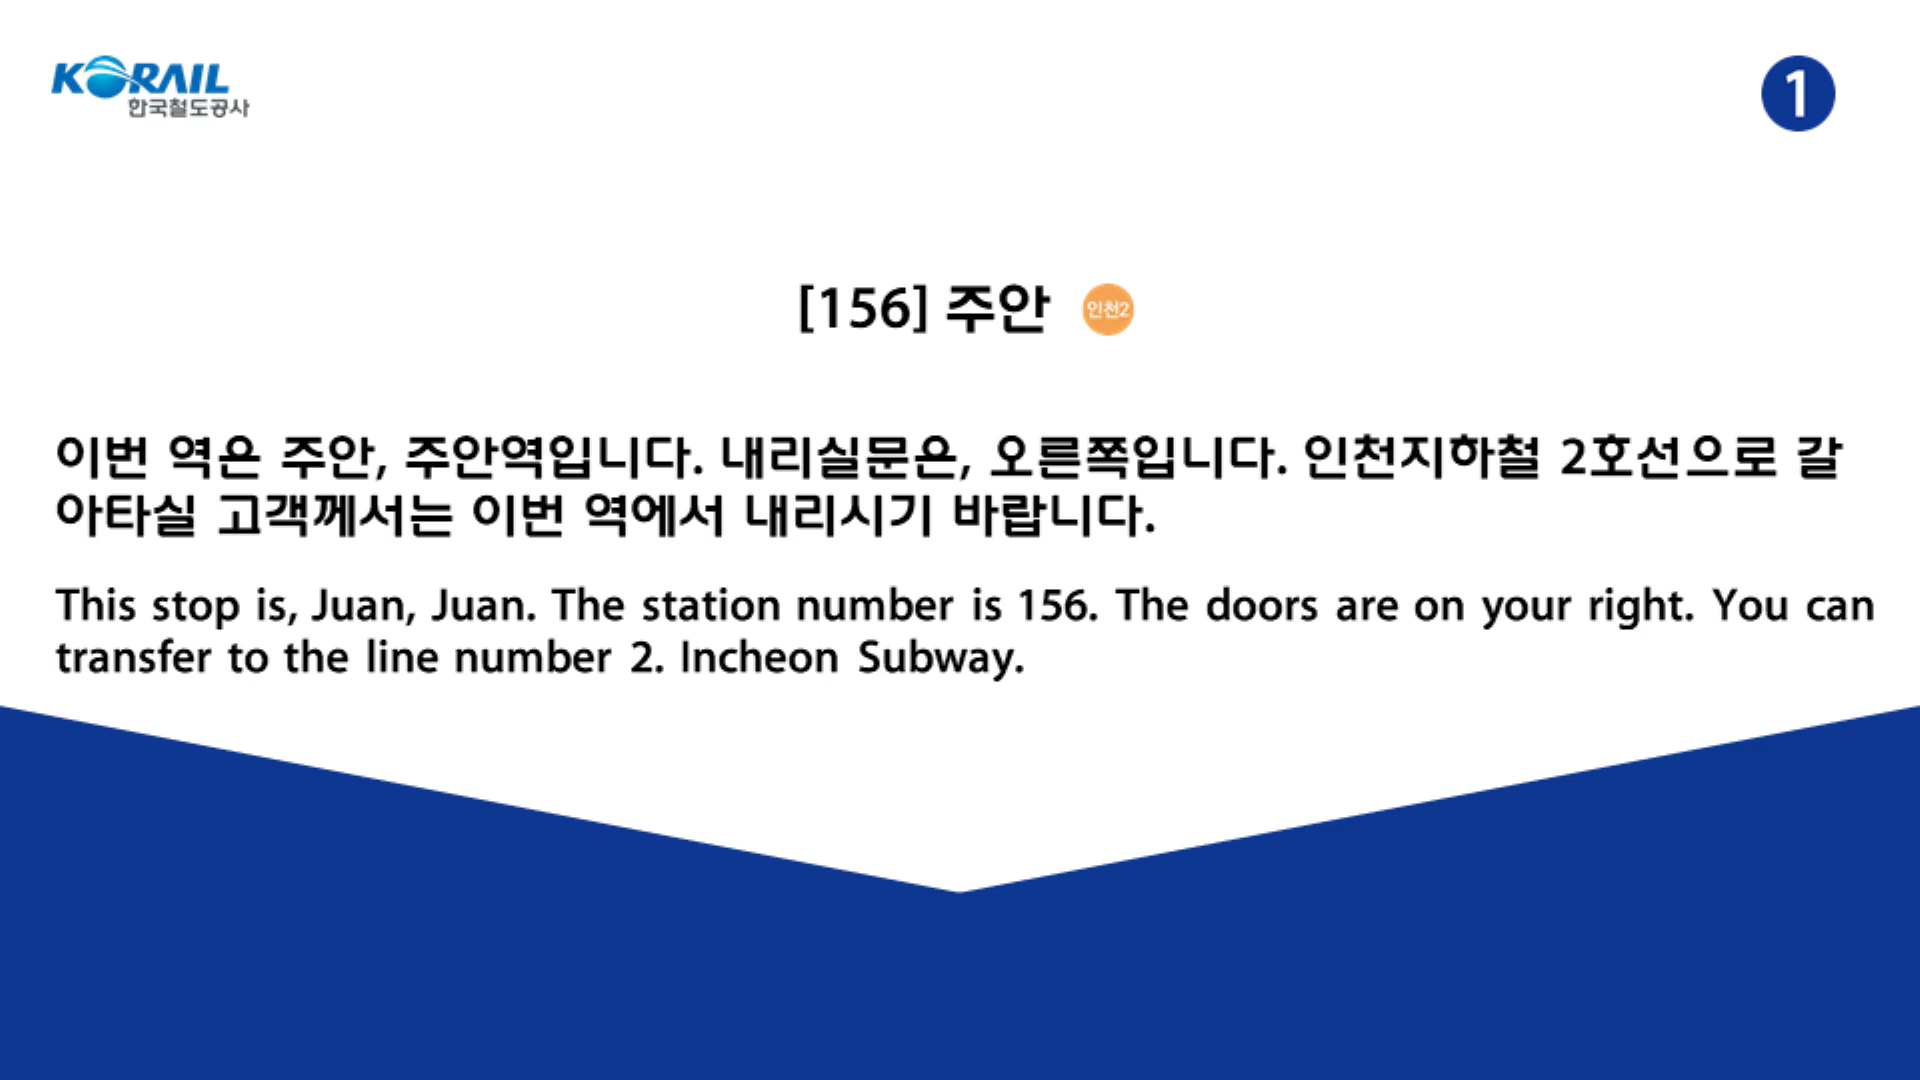 KORAIL
한국철도공사
1
[156] 주안 인천2
이번 역은 주안, 주안역입니다. 내리실문은, 오른쪽입니다. 인천지하철 2호선으로 갈
아타실 고객께서는 이번 역에서 내리시기 바랍니다.
This stop is, Juan, Juan. The station number is 156. The doors are on your right. You can
transfer to the line number 2. Incheon Subway.